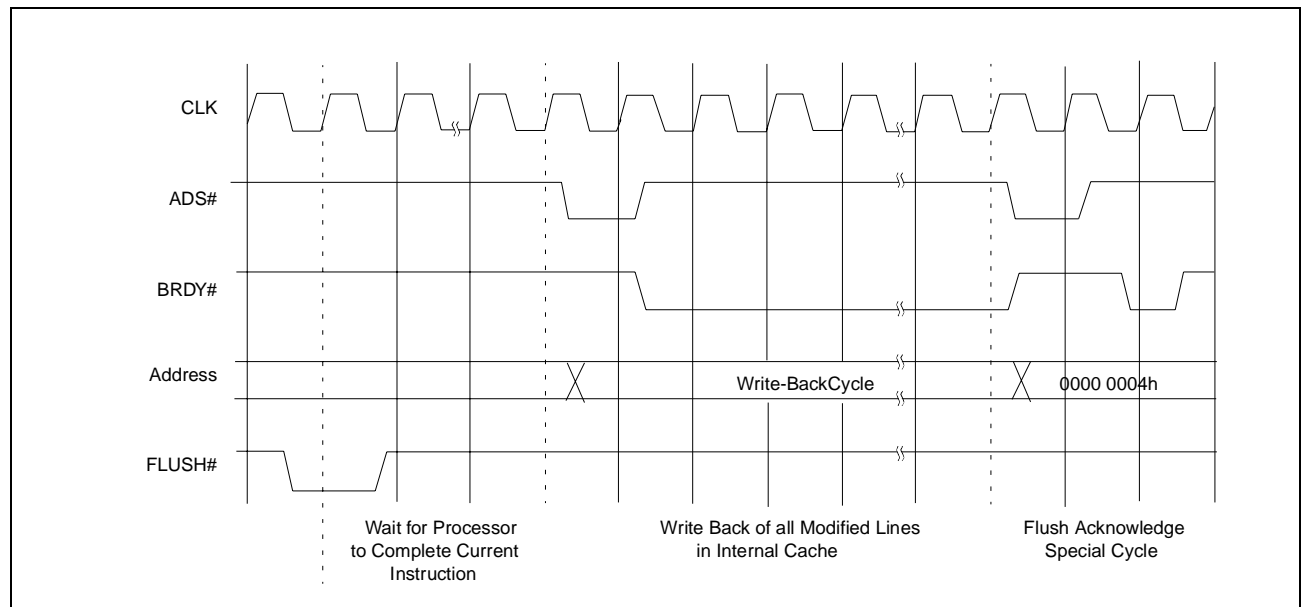 CLK
ADS#
BRDY#
Address
Write-BackCycle
0000 0004h
FLUSH#
Wait for Processor
to Complete Current
Instruction
Write Back of all Modified Lines
in Internal Cache
Flush Acknowledge
Special Cycle